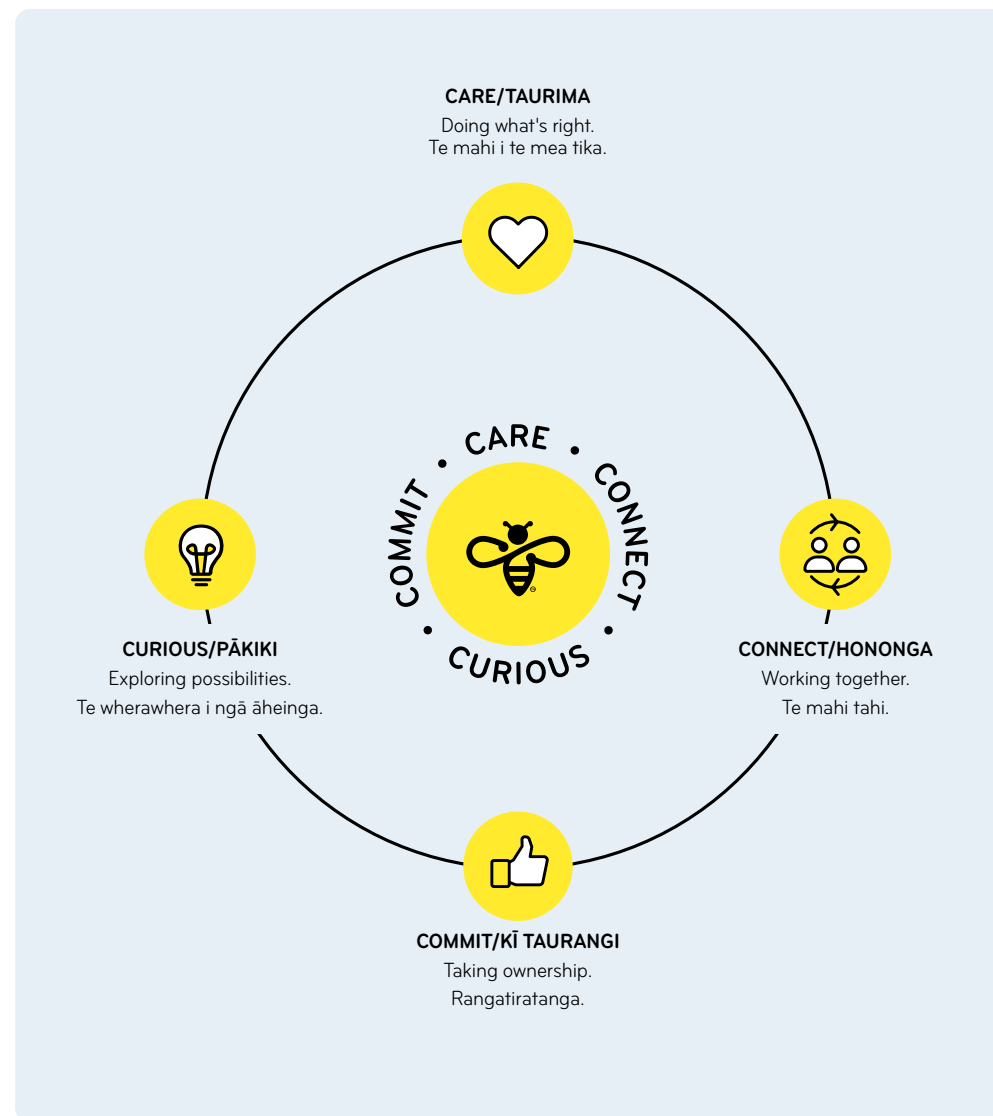 CARE/TAURIMA
Doing what's right.
Te mahi i te mea tika.
CARE
CONNECT
CURIOUS
COMMIT
CURIOUS/PĀKIKI
Exploring possibilities.
Te wherawhera i ngā āheinga.
CONNECT/HONONGA
Working together.
Te mahi tahi.
COMMIT/KĪ TAURANGI
Taking ownership.
Rangatiratanga.